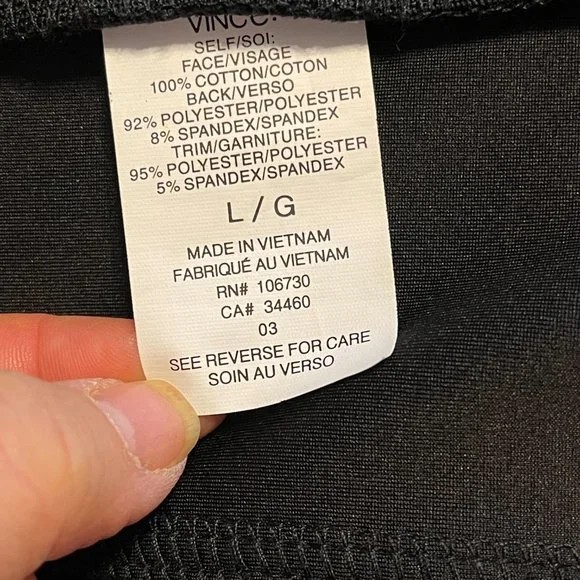 SELF/SOI:
FACE/VISAGE
100% COTTON/COTON
BACK/VERSO
92% POLYESTER/POLYESTER
8% SPANDEX/SPANDEX
TRIM/GARNITURE:
95% POLYESTER/POLYESTER
5% SPANDEX/SPANDEX
L / G
MADE IN VIETNAM
FABRIQUÉ AU VIETNAM
RN# 106730
CA# 34460
03
SEE REVERSE FOR CARE
SOIN AU VERSO